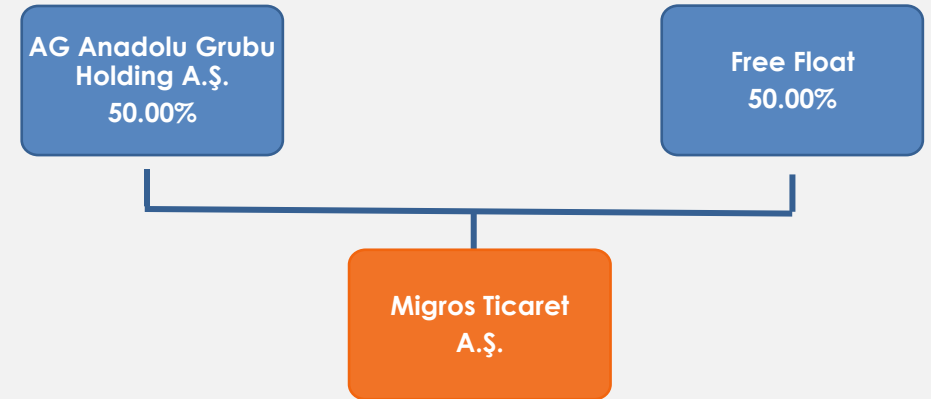 AG Anadolu Grubu
Holding A.Ş.
50.00%
Free Float
50.00%
Migros Ticaret
A.Ş.